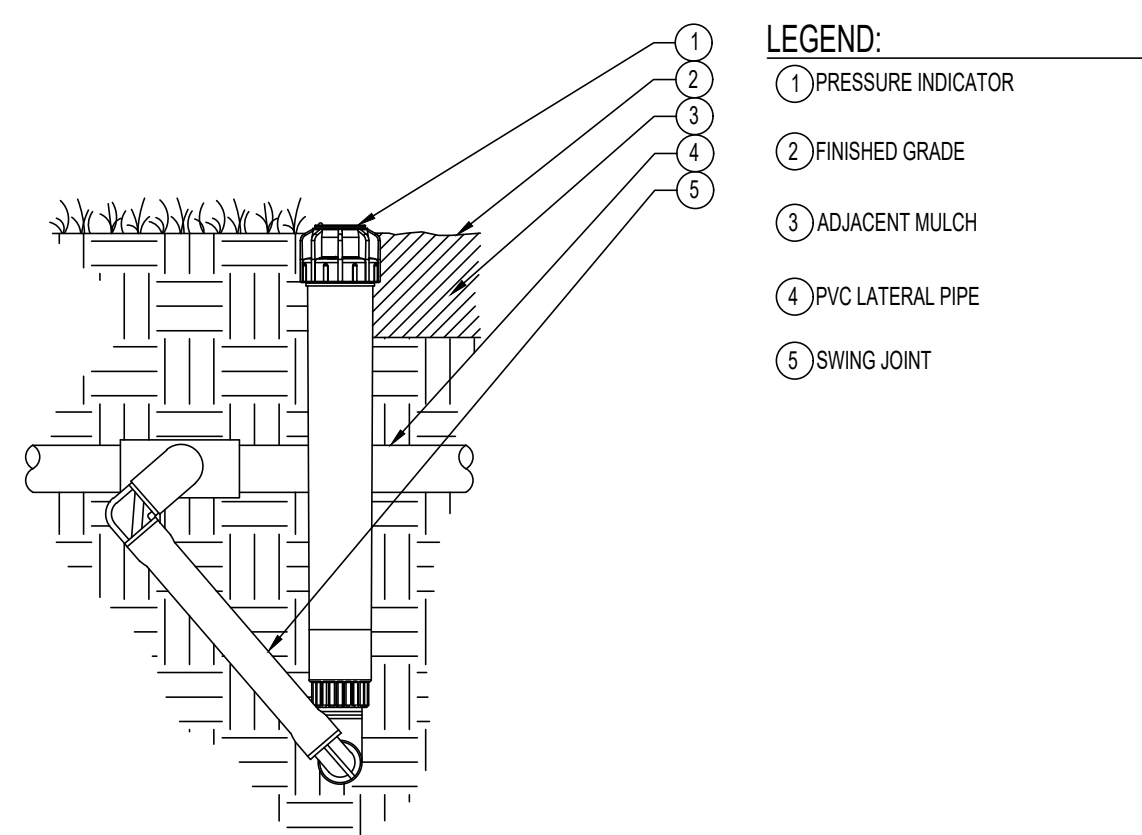 1
2
3
4
5
LEGEND:
1 PRESSURE INDICATOR
2 FINISHED GRADE
3 ADJACENT MULCH
4 PVC LATERAL PIPE
5 SWING JOINT